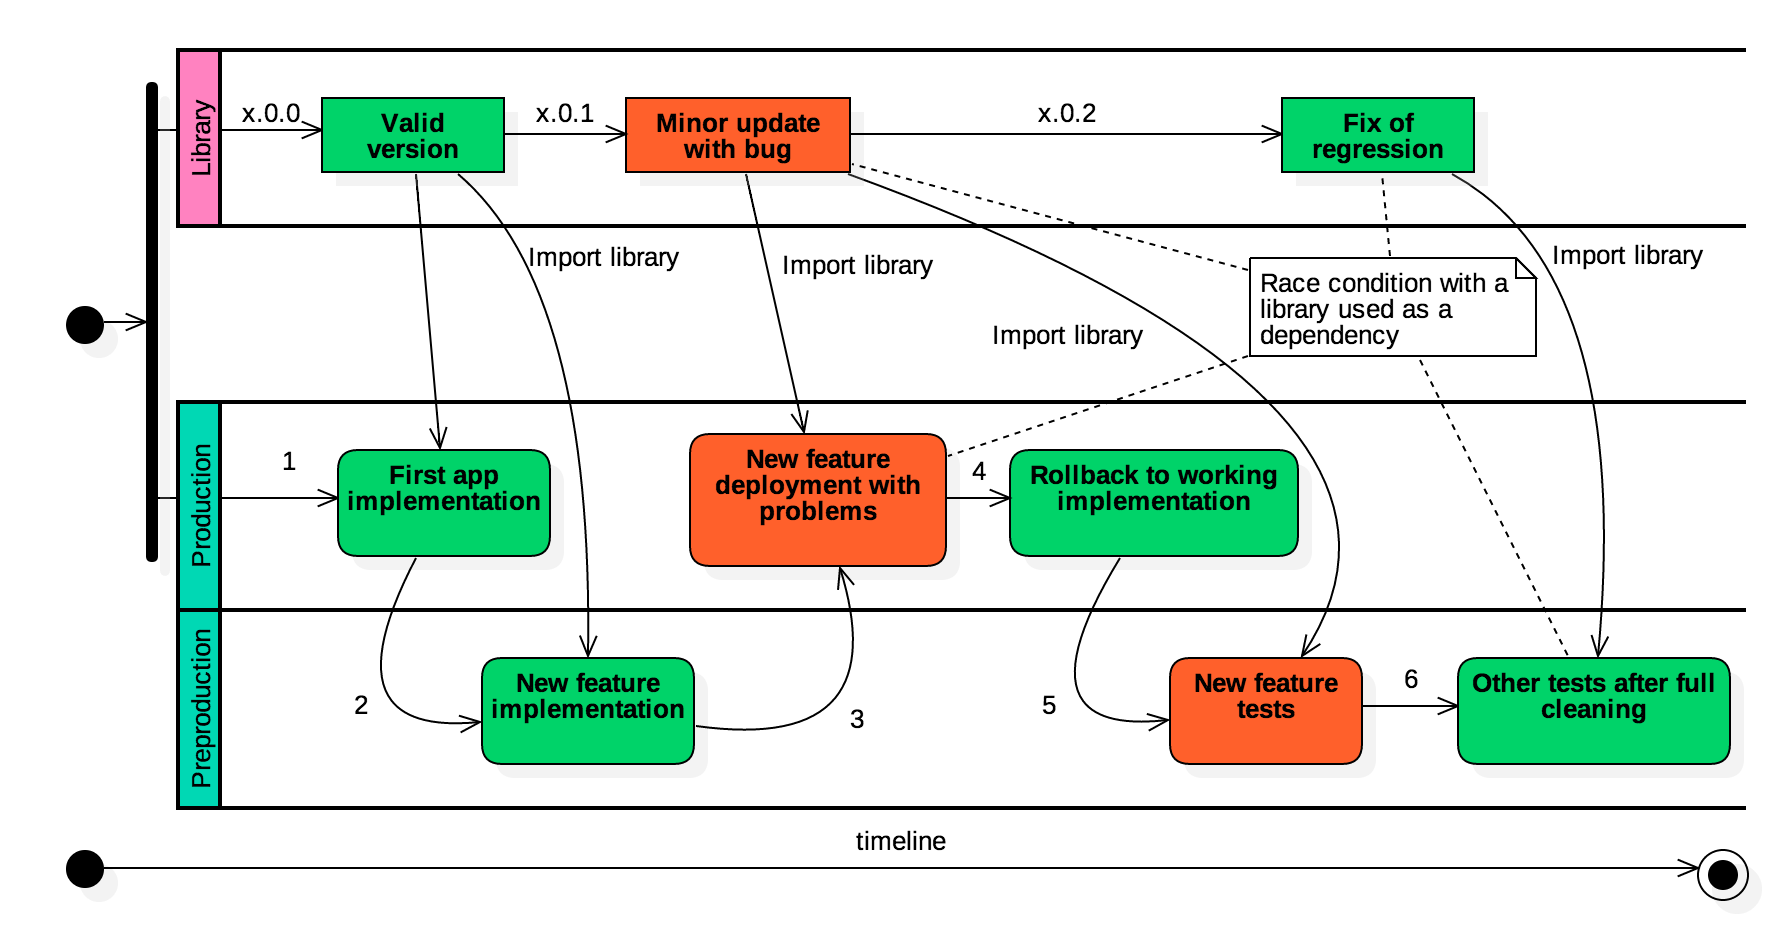 Library
x.0.0
Valid
version
x.0.1
Minor update
with bug
x.0.2
Fix of
regression
Import library
Import library
Import library
Import library
Race condition with a
library used as a
dependency
Production
1
First app
implementation
New feature
deployment with
problems
4
Rollback to working
implementation
Preproduction
2
New feature
implementation
3
5
New feature
tests
6
Other tests after full
cleaning
timeline